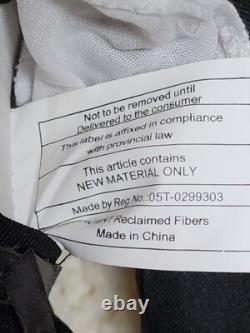 Not to be removed until
Delivered to the consumer
This label is affixed in compliance
with provincial law
This article contains
NEW MATERIAL ONLY
Made by Reg No.:05T-0299303
/Reclaimed Fibers
Made in China
ebay